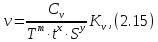 v = C_v / (T^m · t^x · S^y) K_v, (2.15)